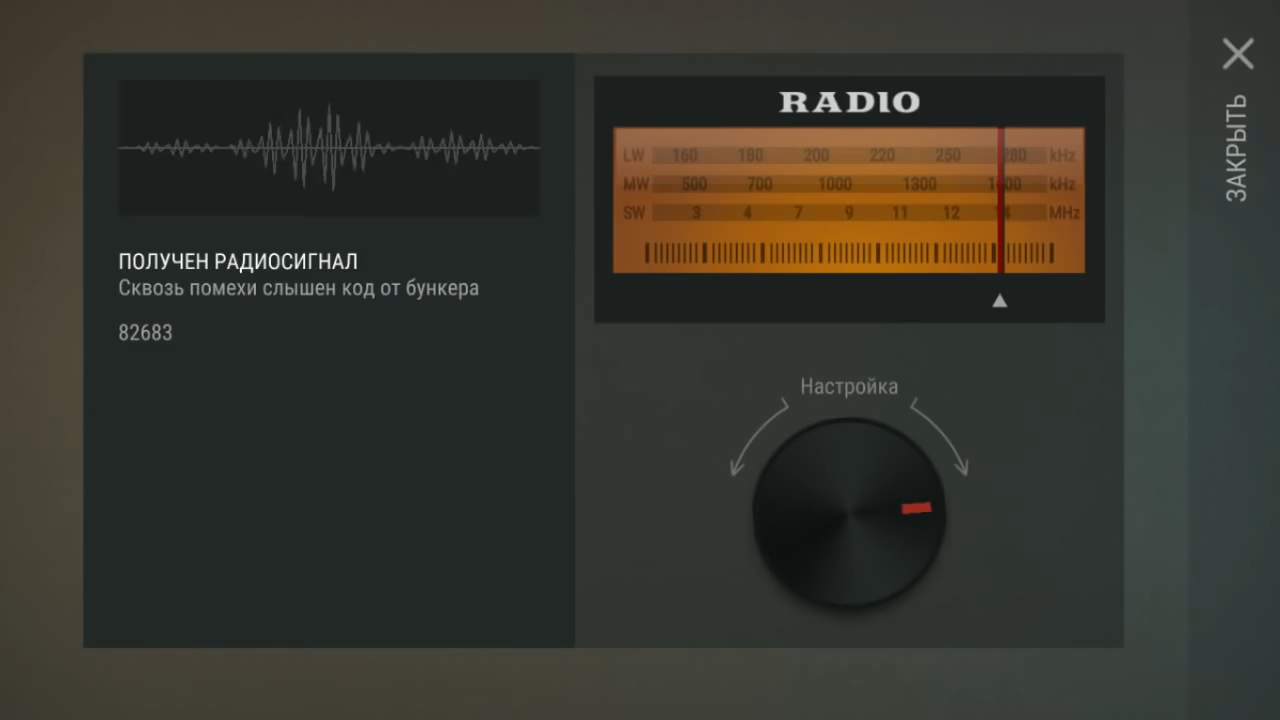 RADIO
LW 160 180 200 220 250 280 kHz
MW 500 700 1000 1300 kHz
SW 3 4 7 9 11 12 MHz
ПОЛУЧЕН РАДИОСИГНАЛ
Сквозь помехи слышен код от бункера
82683
Настройка
ЗАКРЫТЬ